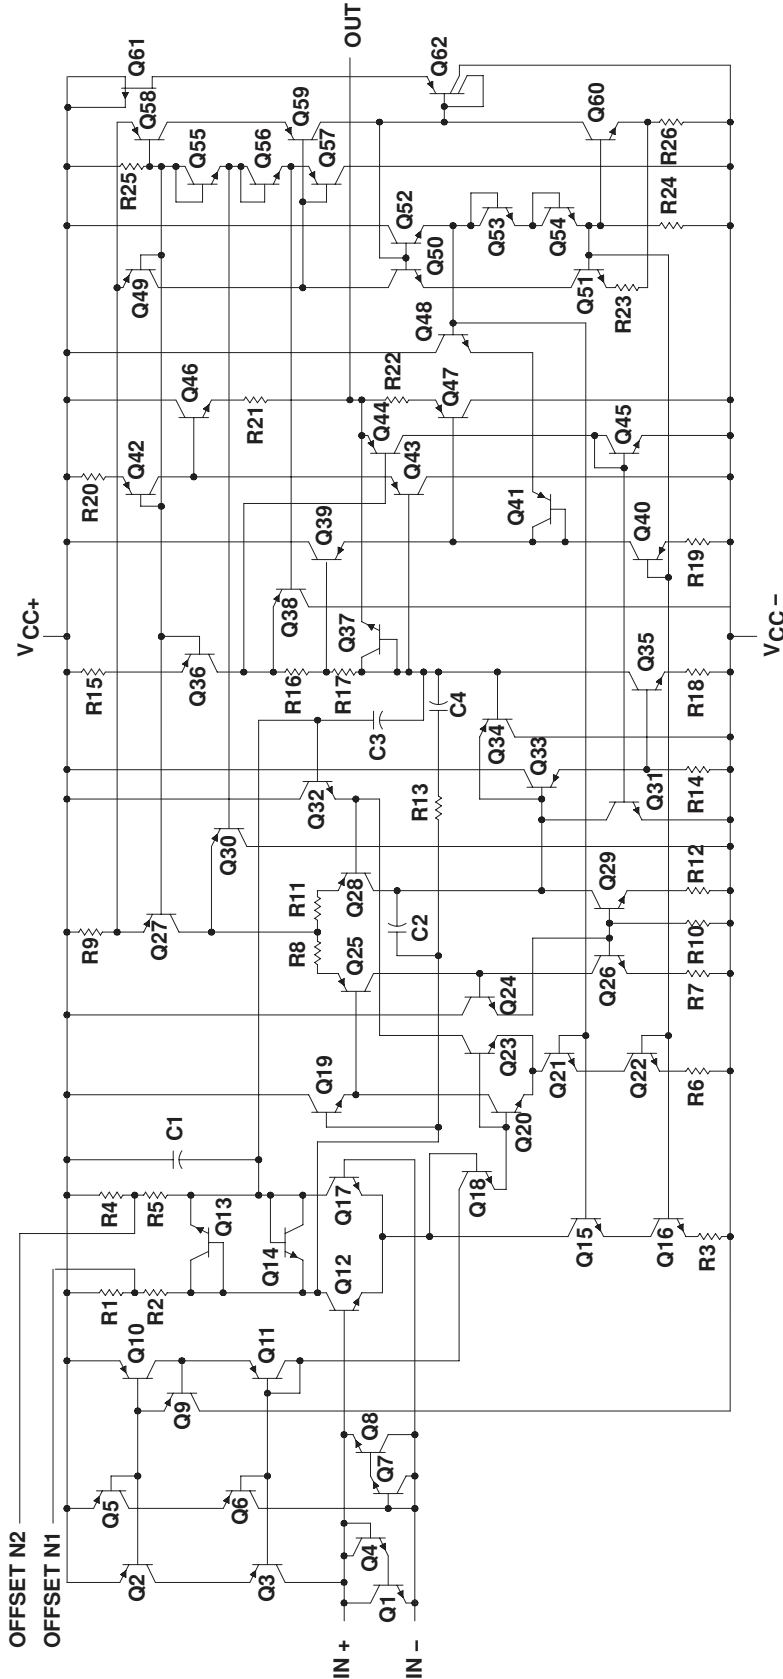 OFFSET N2
OFFSET N1
IN +
IN −
VCC+
VCC −
OUT
Q1
Q2
Q3
Q4
Q5
Q6
Q7
Q8
Q9
Q10
Q11
R1
R2
Q12
Q13
Q14
R4
R5
C1
Q15
Q16
R3
Q17
Q18
Q19
Q20
Q21
Q22
R6
Q23
Q24
Q25
Q26
R7
R8
R9
Q27
Q28
R11
C2
Q29
R10
R12
Q30
Q31
R14
Q32
R13
C3
C4
Q33
Q34
Q35
R18
R15
Q36
R16
R17
Q37
Q38
Q39
Q40
R19
Q41
R20
Q42
Q43
Q44
Q45
Q46
R21
R22
Q47
Q48
Q49
Q50
Q51
R23
Q52
Q53
Q54
R24
R25
Q55
Q56
Q57
Q58
Q59
Q60
R26
Q61
Q62